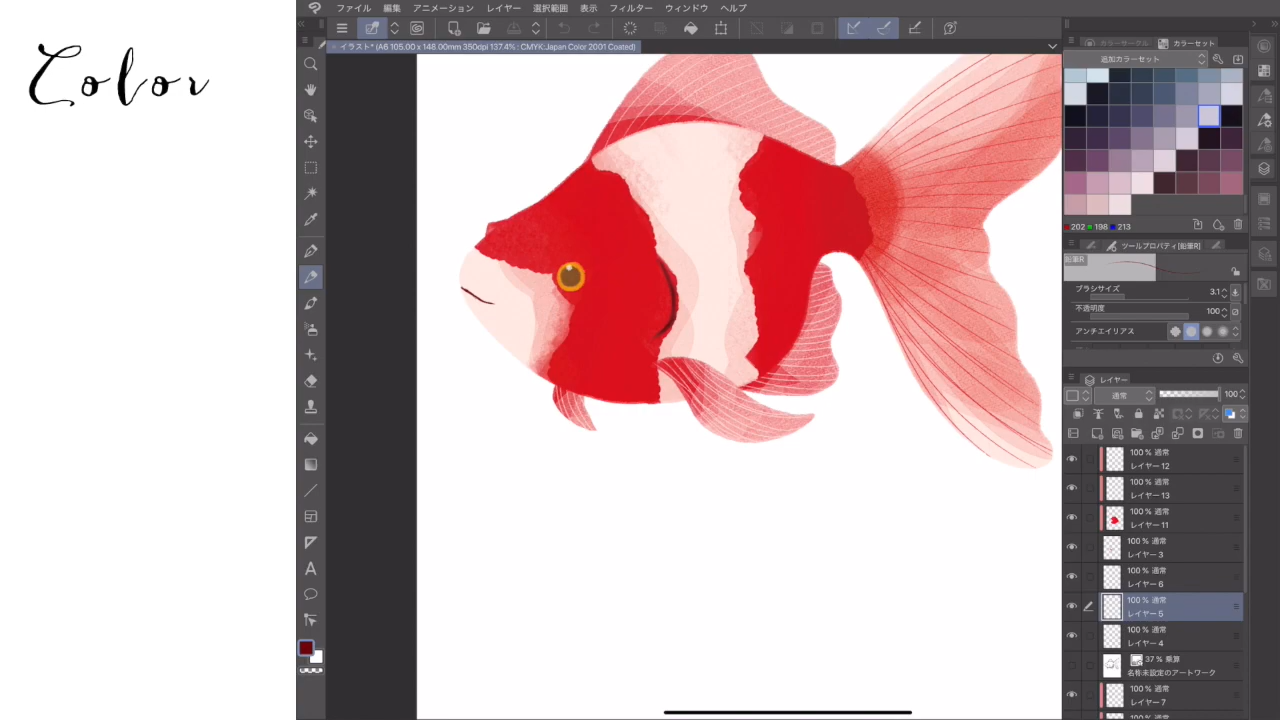 Color
ファイル 編集 アニメーション レイヤー 選択範囲 表示 フィルター ウィンドウ ヘルプ
イラスト* (A6 105.00 x 148.00mm 350dpi 137.4% : CMYK:Japan Color 2001 Coated)
カラーサークル カラーセット
追加カラーセット
202 198 213
ツールプロパティ[鉛筆R]
鉛筆R
ブラシサイズ 3.1
不透明度 100
アンチエイリアス
レイヤー
通常 100
100 % 通常
レイヤー 12
100 % 通常
レイヤー 13
100 % 通常
レイヤー 11
100 % 通常
レイヤー 3
100 % 通常
レイヤー 6
100 % 通常
レイヤー 5
100 % 通常
レイヤー 4
37 % 乗算
名称未設定のアートワーク
100 % 通常
レイヤー 7